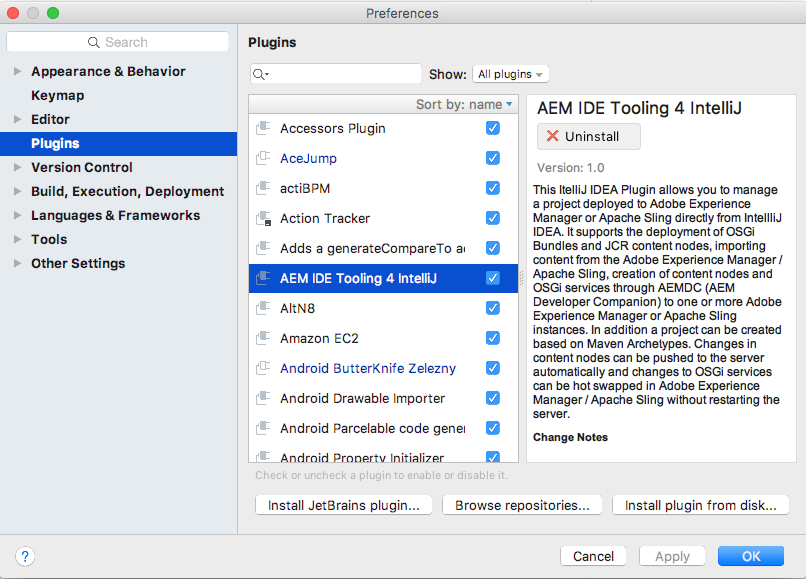 Preferences
Search
Appearance & Behavior
Keymap
Editor
Plugins
Version Control
Build, Execution, Deployment
Languages & Frameworks
Tools
Other Settings
Plugins
Show: All plugins
Sort by: name
Accessors Plugin
AceJump
actiBPM
Action Tracker
Adds a generateCompareTo ac
AEM IDE Tooling 4 IntelliJ
AltN8
Amazon EC2
Android ButterKnife Zelezny
Android Drawable Importer
Android Parcelable code gener
Android Property Initializer
Check or uncheck a plugin to enable or disable it.
Install JetBrains plugin...
Browse repositories...
Install plugin from disk...
AEM IDE Tooling 4 IntelliJ
Uninstall
Version: 1.0
This ItelliJ IDEA Plugin allows you to manage
a project deployed to Adobe Experience
Manager or Apache Sling directly from IntelliJ
IDEA. It supports the deployment of OSGi
Bundles and JCR content nodes, importing
content from the Adobe Experience Manager /
Apache Sling, creation of content nodes and
OSGi services through AEMDC (AEM
Developer Companion) to one or more Adobe
Experience Manager or Apache Sling
instances. In addition a project can be created
based on Maven Archetypes. Changes in
content nodes can be pushed to the server
automatically and changes to OSGi services
can be hot swapped in Adobe Experience
Manager / Apache Sling without restarting the
server.
Change Notes
?
Cancel
Apply
OK